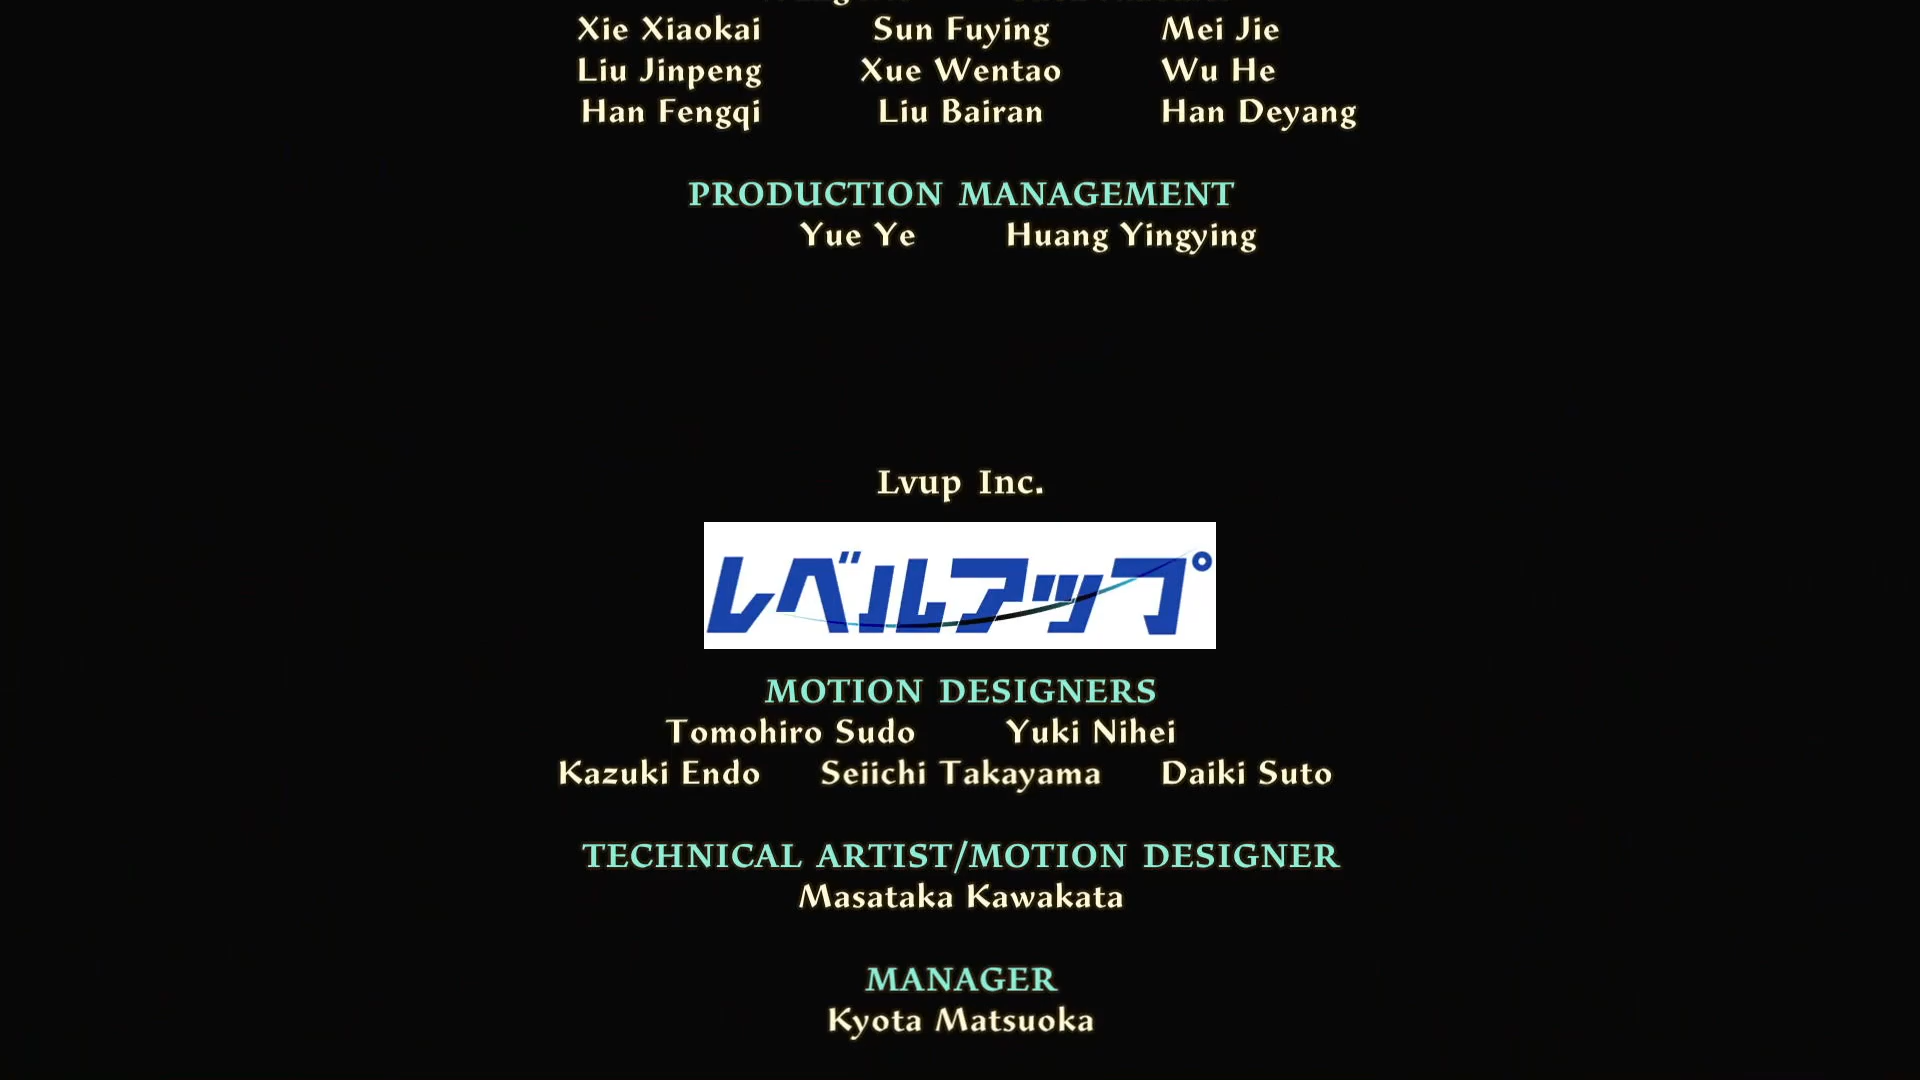 Xie Xiaokai Sun Fuying Mei Jie
Liu Jinpeng Xue Wentao Wu He
Han Fengqi Liu Bairan Han Deyang
PRODUCTION MANAGEMENT
Yue Ye Huang Yingying
Lvup Inc.
レベルアップ
MOTION DESIGNERS
Tomohiro Sudo Yuki Nihei
Kazuki Endo Seiichi Takayama Daiki Suto
TECHNICAL ARTIST/MOTION DESIGNER
Masataka Kawakata
MANAGER
Kyota Matsuoka